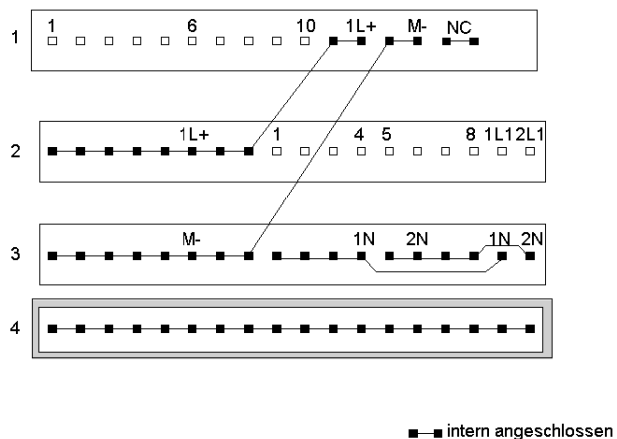 1 6 10 1L+ M- NC
1
1L+ 1 4 5 8 1L1 2L1
2
M- 1N 2N 1N 2N
3
4
intern angeschlossen